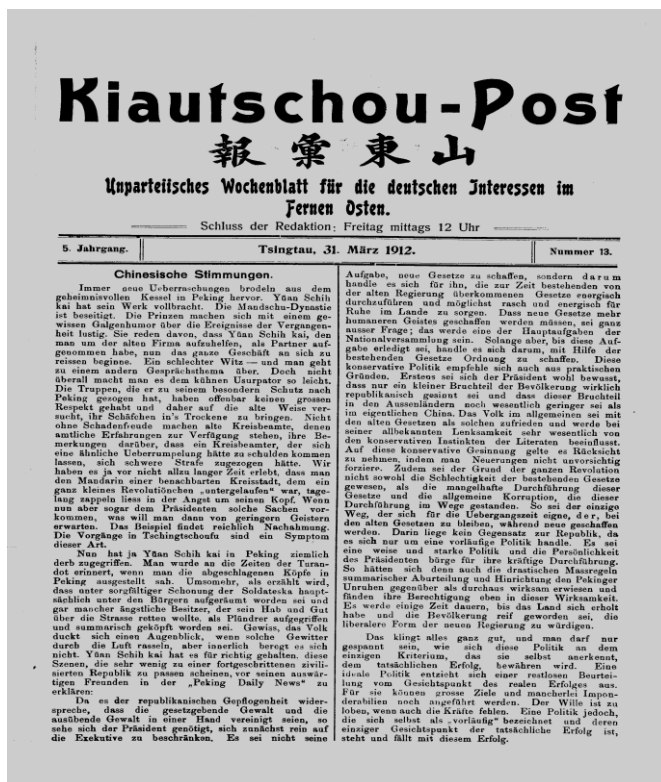 Kiautschou-Post
報彙東山
Unparteiisches Wochenblatt für die deutschen Interessen im
Fernen Osten.
Schluss der Redaktion: Freitag mittags 12 Uhr
5. Jahrgang.
Tsingtau, 31. März 1912.
Nummer 13.
Chinesische Stimmungen.
Immer neue Ueberraschungen brodeln aus dem
geheimnisvollen Kessel in Peking hervor. Yüan Schih
kai hat sein Werk vollbracht. Die Mandschu-Dynastie
ist beseitigt. Die Prinzen machen sich mit einem ge-
wissen Galgenhumor über die Ereignisse der Vergangen-
heit lustig. Sie reden davon, dass Yüan Schih kai, den
man um der alten Firma aufzuhelfen, als Partner auf-
genommen habe, nun das ganze Geschäft an sich zu
reissen beginne. Ein schlechter Witz — und man geht
zu einem andern Gesprächsthema über. Doch nicht
überall macht man es dem kühnen Usurpator so leicht.
Die Truppen, die er zu seinem besondern Schutz nach
Peking gezogen hat, haben offenbar keinen grossen
Respekt gehabt und daher auf die alte Weise ver-
sucht, ihr Schäfchen in's Trockene zu bringen. Nicht
ohne Schadenfreude machen alte Kreisbeamte, denen
amtliche Erfahrungen zur Verfügung stehen, ihre Be-
merkungen darüber, dass ein Kreisbeamter, der sich
eine ähnliche Ueberrumpelung hätte zu schulden kommen
lassen, sich schwere Strafe zugezogen hätte. Wir
haben es ja vor nicht allzu langer Zeit erlebt, dass man
den Mandarin einer benachbarten Kreisstadt, dem ein
ganz kleines Revolutiönchen „untergelaufen" war, tage-
lang zappeln liess in der Angst um seinen Kopf. Wenn
nun aber sogar dem Präsidenten solche Sachen vor-
kommen, was will man dann von geringern Geistern
erwarten. Das Beispiel findet reichlich Nachahmung.
Die Vorgänge in Tschingtschoufu sind ein Symptom
dieser Art.
Nun hat ja Yüan Schih kai in Peking ziemlich
derb zugegriffen. Man wurde an die Zeiten der Turan-
dot erinnert, wenn man die abgeschlagenen Köpfe in
Peking ausgestellt sah. Umsomehr, als erzählt wird,
dass unter sorgfältiger Schonung der Soldateska haupt-
sächlich unter den Bürgern aufgeräumt worden sei und
gar mancher ängstliche Besitzer, der sein Hab und Gut
über die Strasse retten wollte, als Plündrer aufgegriffen
und summarisch geköpft worden sei. Gewiss, das Volk
duckt sich einen Augenblick, wenn solche Gewitter
durch die Luft rasseln, aber innerlich beruhigt es sich
nicht. Yüan Schih kai hat es für richtig gehalten, diese
Szenen, die sehr wenig zu einer fortgeschrittenen zivili-
sierten Republik zu passen scheinen, vor seinen auswär-
tigen Freunden in der „Peking Daily News" zu
erklären:
Da es der republikanischen Gepflogenheit wider-
spreche, dass die gesetzgebende Gewalt und die
ausübende Gewalt in einer Hand vereinigt seien, so
sehe sich der Präsident genötigt, sich zunächst rein auf
die Exekutive zu beschränken. Es sei nicht seine
Aufgabe, neue Gesetze zu schaffen, sondern darum
handle es sich für ihn, die zur Zeit bestehenden von
der alten Regierung überkommenen Gesetze energisch
durchzuführen und möglichst rasch und energisch für
Ruhe im Lande zu sorgen. Dass neue Gesetze mehr
humaneren Geistes geschaffen werden müssen, sei ganz
ausser Frage; das werde eine der Hauptaufgaben der
Nationalversammlung sein. Solange aber, bis diese Auf-
gabe erledigt sei, handle es sich darum, mit Hilfe der
bestehenden Gesetze Ordnung zu schaffen. Diese
konservative Politik empfehle sich auch aus praktischen
Gründen. Erstens sei sich der Präsident wohl bewusst,
dass nur ein kleiner Bruchteil der Bevölkerung wirklich
republikanisch gesinnt sei und dass dieser Bruchteil
in den Aussenländern noch wesentlich geringer sei als
im eigentlichen China. Das Volk im allgemeinen sei mit
den alten Gesetzen als solchen zufrieden und werde bei
seiner allbekannten Lenksamkeit sehr wesentlich von
den konservativen Instinkten der Literaten beeinflusst.
Auf diese konservative Gesinnung gelte es Rücksicht
zu nehmen, indem man Neuerungen nicht unvorsichtig
forziere. Zudem sei der Grund der ganzen Revolution
nicht sowohl die Schlechtigkeit der bestehenden Gesetze
gewesen, als die mangelhafte Durchführung dieser
Gesetze und die allgemeine Korruption, die dieser
Durchführung im Wege gestanden. So sei der einzige
Weg, der sich für die Uebergangszeit eigne, der, bei
den alten Gesetzen zu bleiben, während neue geschaffen
werden. Darin liege kein Gegensatz zur Republik, da
es sich nur um eine vorläufige Politik handle. Es sei
eine weise und starke Politik und die Persönlichkeit
des Präsidenten bürge für ihre kräftige Durchführung.
So hätten sich denn auch die drastischen Massregeln
summarischer Aburteilung und Hinrichtung den Pekinger
Unruhen gegenüber als durchaus wirksam erwiesen und
fänden ihre Berechtigung eben in dieser Wirksamkeit.
Es werde einige Zeit dauern, bis das Land sich erholt
habe und die Bevölkerung reif geworden sei, die
liberalere Form der neuen Regierung zu würdigen.
Das klingt alles ganz gut, und man darf nur
gespannt sein, wie sich diese Politik an dem
einzigen Kriterium, das sie selbst anerkennt,
dem tatsächlichen Erfolg, bewähren wird. Eine
ideale Politik entzieht sich einer restlosen Beurtei-
lung vom Gesichtspunkt des realen Erfolges aus.
Für sie können grosse Ziele und mancherlei Impon-
derabilien noch angeführt werden. Der Wille ist zu
loben, wenn auch die Kräfte fehlen. Eine Politik jedoch,
die sich selbst als „vorläufig" bezeichnet und deren
einziger Gesichtspunkt der tatsächliche Erfolg ist,
steht und fällt mit diesem Erfolg.